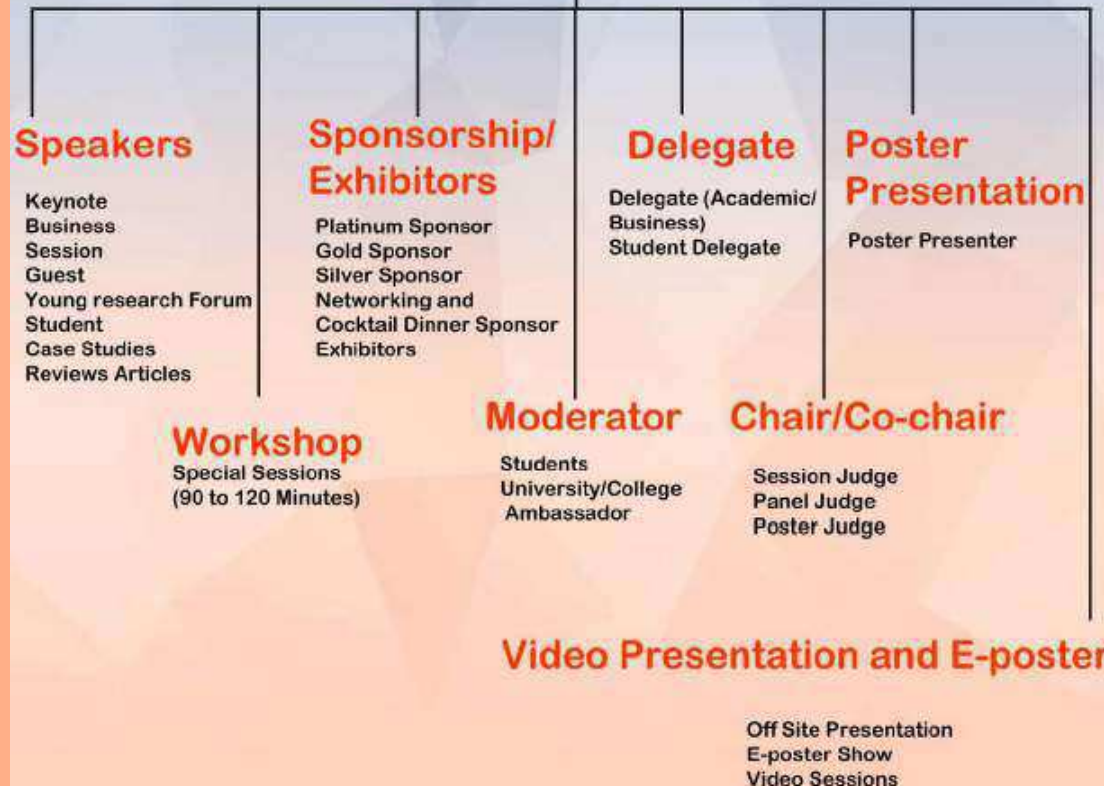 Speakers
Keynote
Business
Session
Guest
Young research Forum
Student
Case Studies
Reviews Articles
Sponsorship/
Exhibitors
Platinum Sponsor
Gold Sponsor
Silver Sponsor
Networking and
Cocktail Dinner Sponsor
Exhibitors
Delegate
Delegate (Academic/
Business)
Student Delegate
Poster
Presentation
Poster Presenter
Workshop
Special Sessions
(90 to 120 Minutes)
Moderator
Students
University/College
Ambassador
Chair/Co-chair
Session Judge
Panel Judge
Poster Judge
Video Presentation and E-poster
Off Site Presentation
E-poster Show
Video Sessions